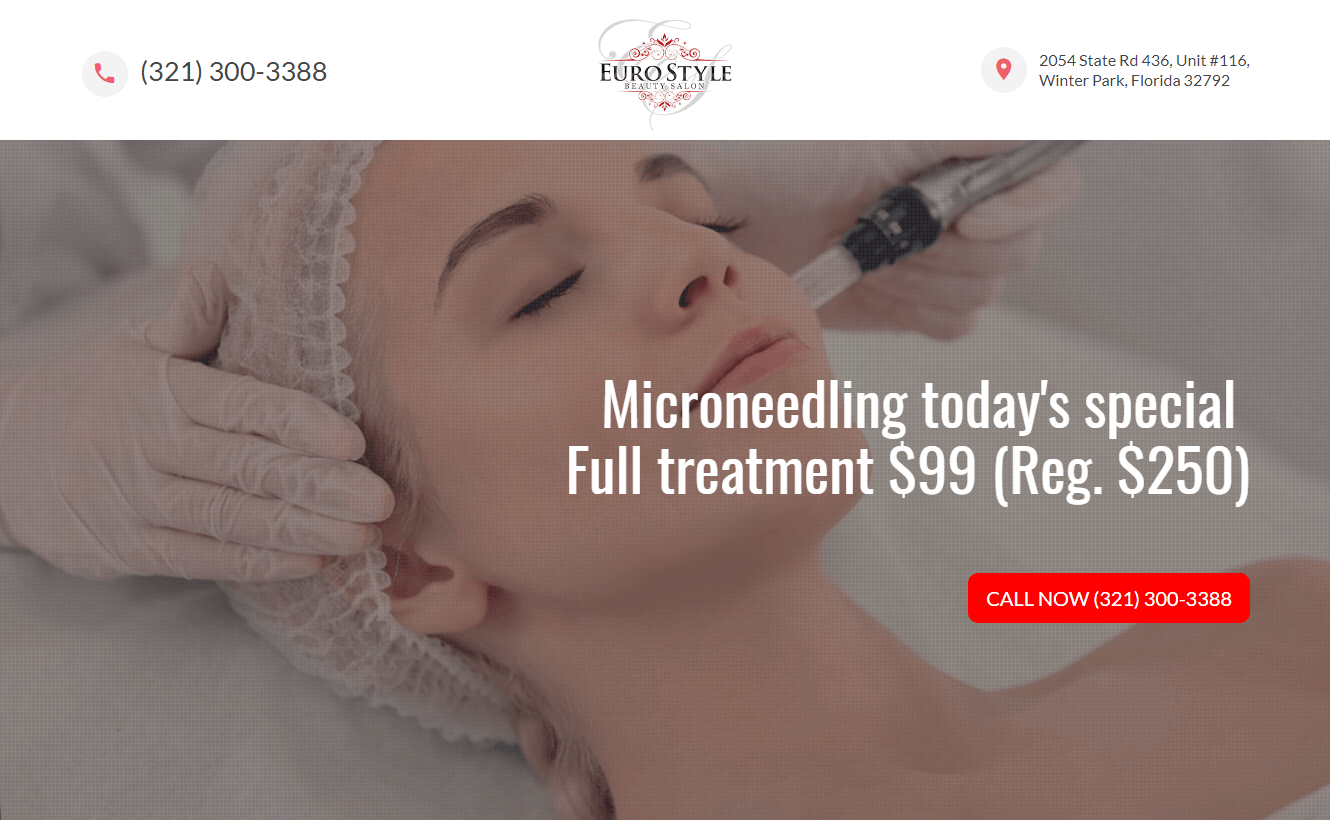 (321) 300-3388
EURO STYLE
BEAUTY SALON
2054 State Rd 436, Unit #116,
Winter Park, Florida 32792
Microneedling today's special
Full treatment $99 (Reg. $250)
CALL NOW (321) 300-3388